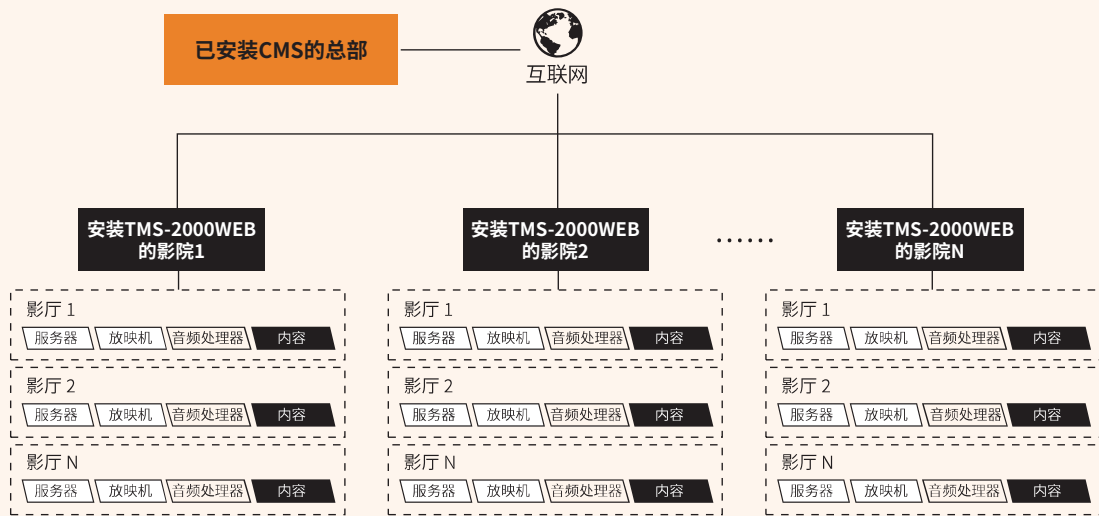 已安装CMS的总部
互联网
安装TMS-2000WEB
的影院1
影厅 1
服务器 放映机 音频处理器 内容
影厅 2
服务器 放映机 音频处理器 内容
影厅 N
服务器 放映机 音频处理器 内容
安装TMS-2000WEB
的影院2
影厅 1
服务器 放映机 音频处理器 内容
影厅 2
服务器 放映机 音频处理器 内容
影厅 N
服务器 放映机 音频处理器 内容
......
安装TMS-2000WEB
的影院N
影厅 1
服务器 放映机 音频处理器 内容
影厅 2
服务器 放映机 音频处理器 内容
影厅 N
服务器 放映机 音频处理器 内容